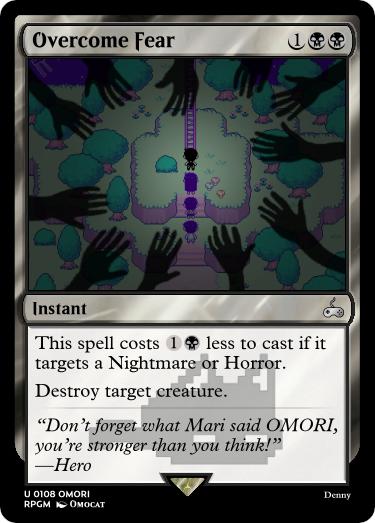 Overcome Fear 1
Instant
This spell costs 1 less to cast if it
targets a Nightmare or Horror.
Destroy target creature.
“Don’t forget what Mari said OMORI,
you’re stronger than you think!”
—Hero
U 0108 OMORI
RPGM Omocat
Denny